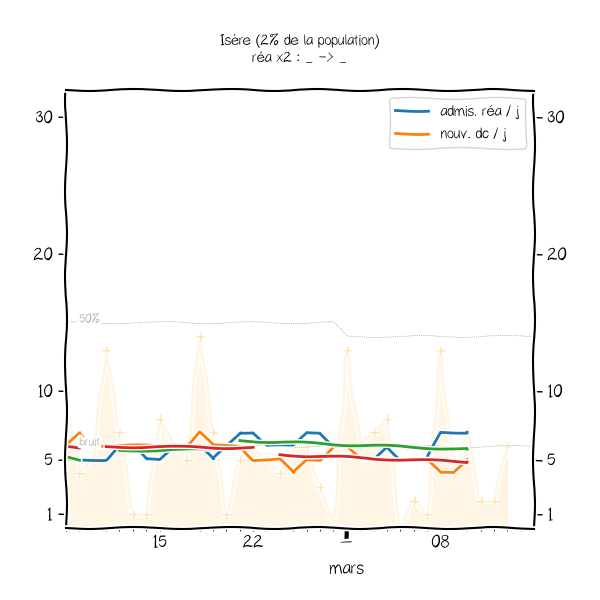 Isère (2% de la population)
réa x2 : _ -> _
admis. réa / j
nouv. dc / j
30
30
20
20
50%
10
10
bruit
5
5
1
1
15
22
_
08
mars